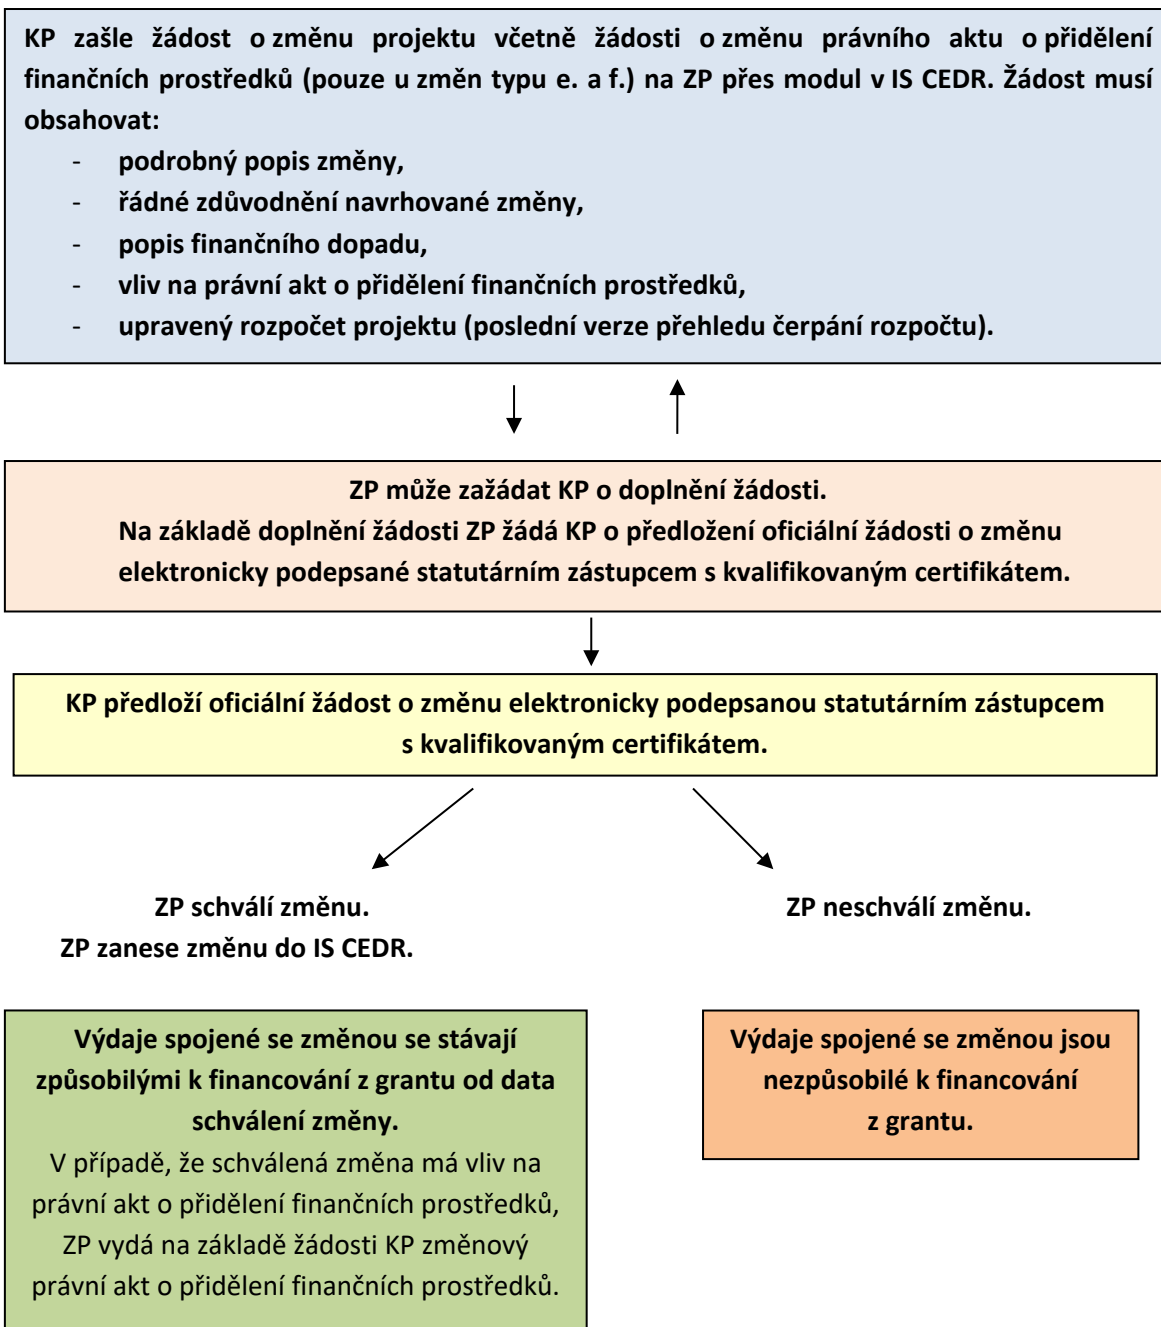 KP zašle žádost o změnu projektu včetně žádosti o změnu právního aktu o přidělení
finančních prostředků (pouze u změn typu e. a f.) na ZP přes modul v IS CEDR. Žádost musí
obsahovat:
- podrobný popis změny,
- řádné zdůvodnění navrhované změny,
- popis finančního dopadu,
- vliv na právní akt o přidělení finančních prostředků,
- upravený rozpočet projektu (poslední verze přehledu čerpání rozpočtu).
ZP může zažádat KP o doplnění žádosti.
Na základě doplnění žádosti ZP žádá KP o předložení oficiální žádosti o změnu
elektronicky podepsané statutárním zástupcem s kvalifikovaným certifikátem.
KP předloží oficiální žádost o změnu elektronicky podepsanou statutárním zástupcem
s kvalifikovaným certifikátem.
ZP schválí změnu.
ZP zanese změnu do IS CEDR.
ZP neschválí změnu.
Výdaje spojené se změnou se stávají
způsobilými k financování z grantu od data
schválení změny.
V případě, že schválená změna má vliv na
právní akt o přidělení finančních prostředků,
ZP vydá na základě žádosti KP změnový
právní akt o přidělení finančních prostředků.
Výdaje spojené se změnou jsou
nezpůsobilé k financování
z grantu.